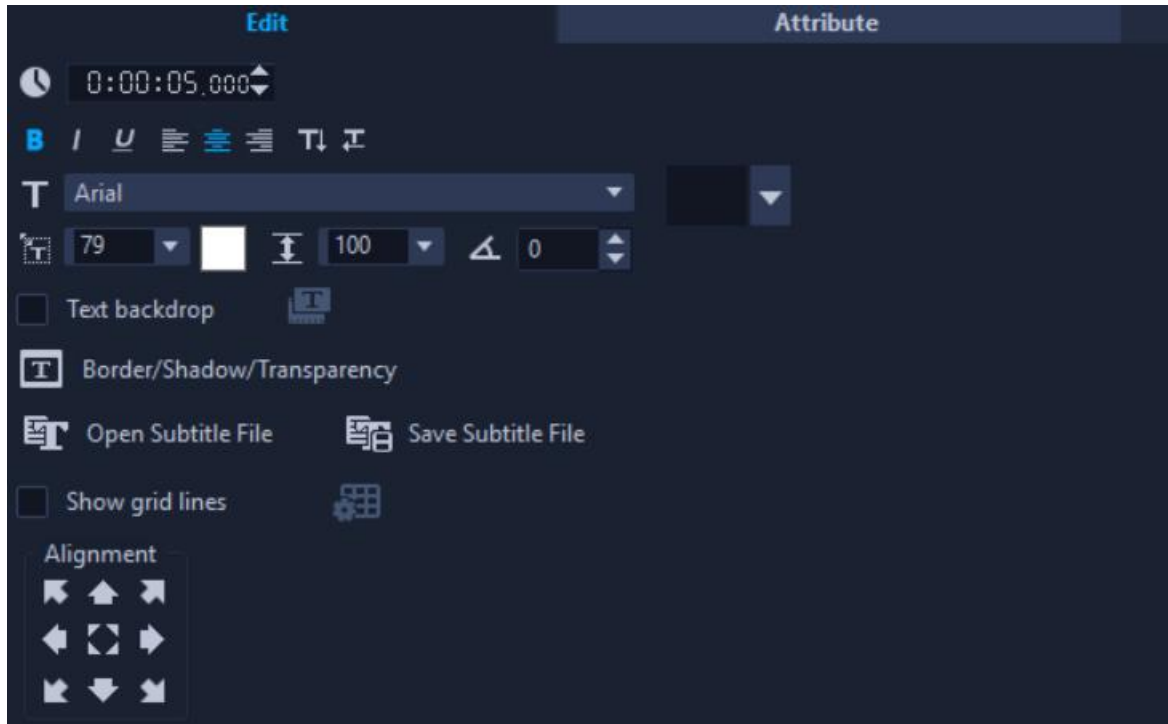 Edit Attribute
0:00:05.000
B I U
T Arial
79 100 0
Text backdrop
Border/Shadow/Transparency
Open Subtitle File Save Subtitle File
Show grid lines
Alignment